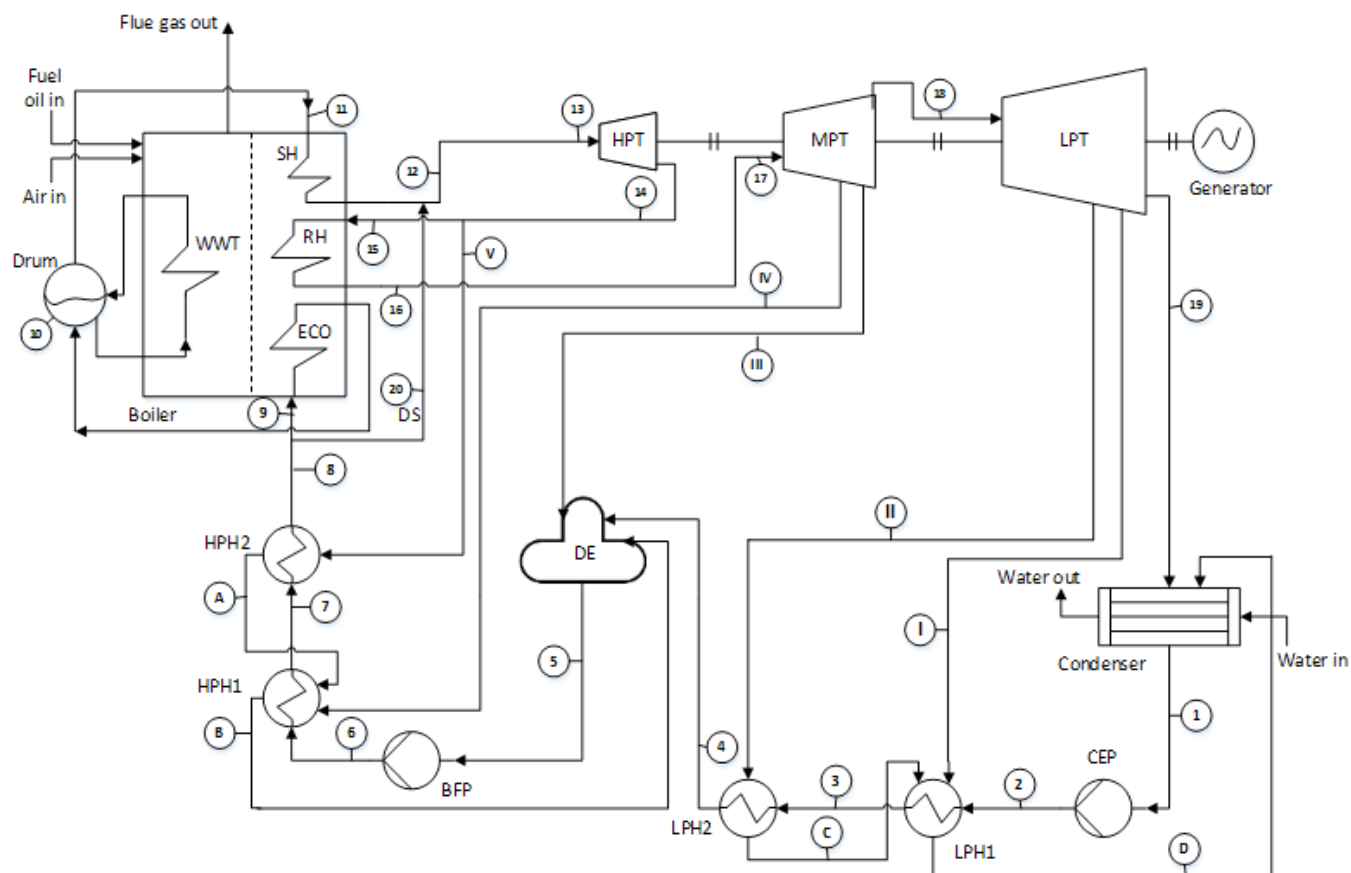 Flue gas out
Fuel
oil in
11
13
18
SH
HPT
MPT
LPT
12
17
14
Generator
Air in
WWT
RH
15
V
IV
Drum
16
19
10
ECO
III
20
Boiler
9
DS
8
II
HPH2
DE
Water out
A
7
I
Condenser
Water in
5
HPH1
B
6
4
1
BFP
CEP
3
2
LPH2
C
LPH1
D